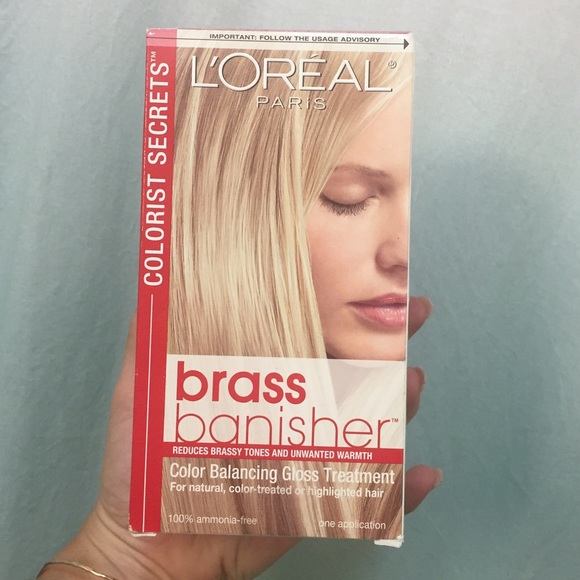 IMPORTANT: FOLLOW THE USAGE ADVISORY
L'ORÉAL®
PARIS
COLORIST SECRETS™
brass
banisher™
REDUCES BRASSY TONES AND UNWANTED WARMTH
Color Balancing Gloss Treatment
For natural, color-treated or highlighted hair
100% ammonia-free
one application